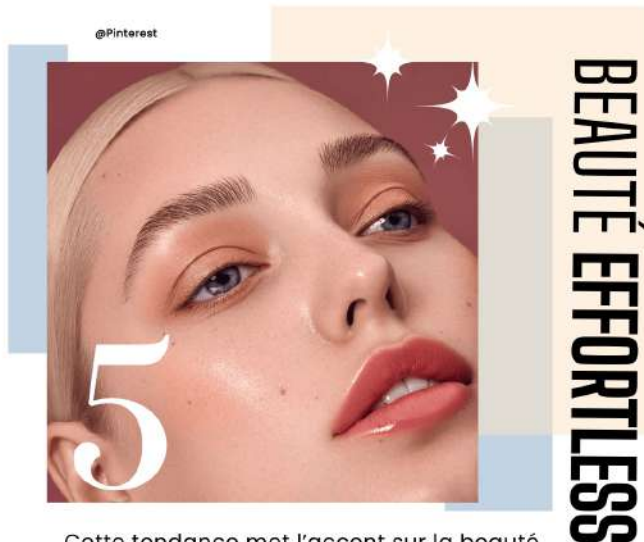 @Pinterest
BEAUTÉ EFFORTLESS
5
Cette tendance met l'accent sur la beauté